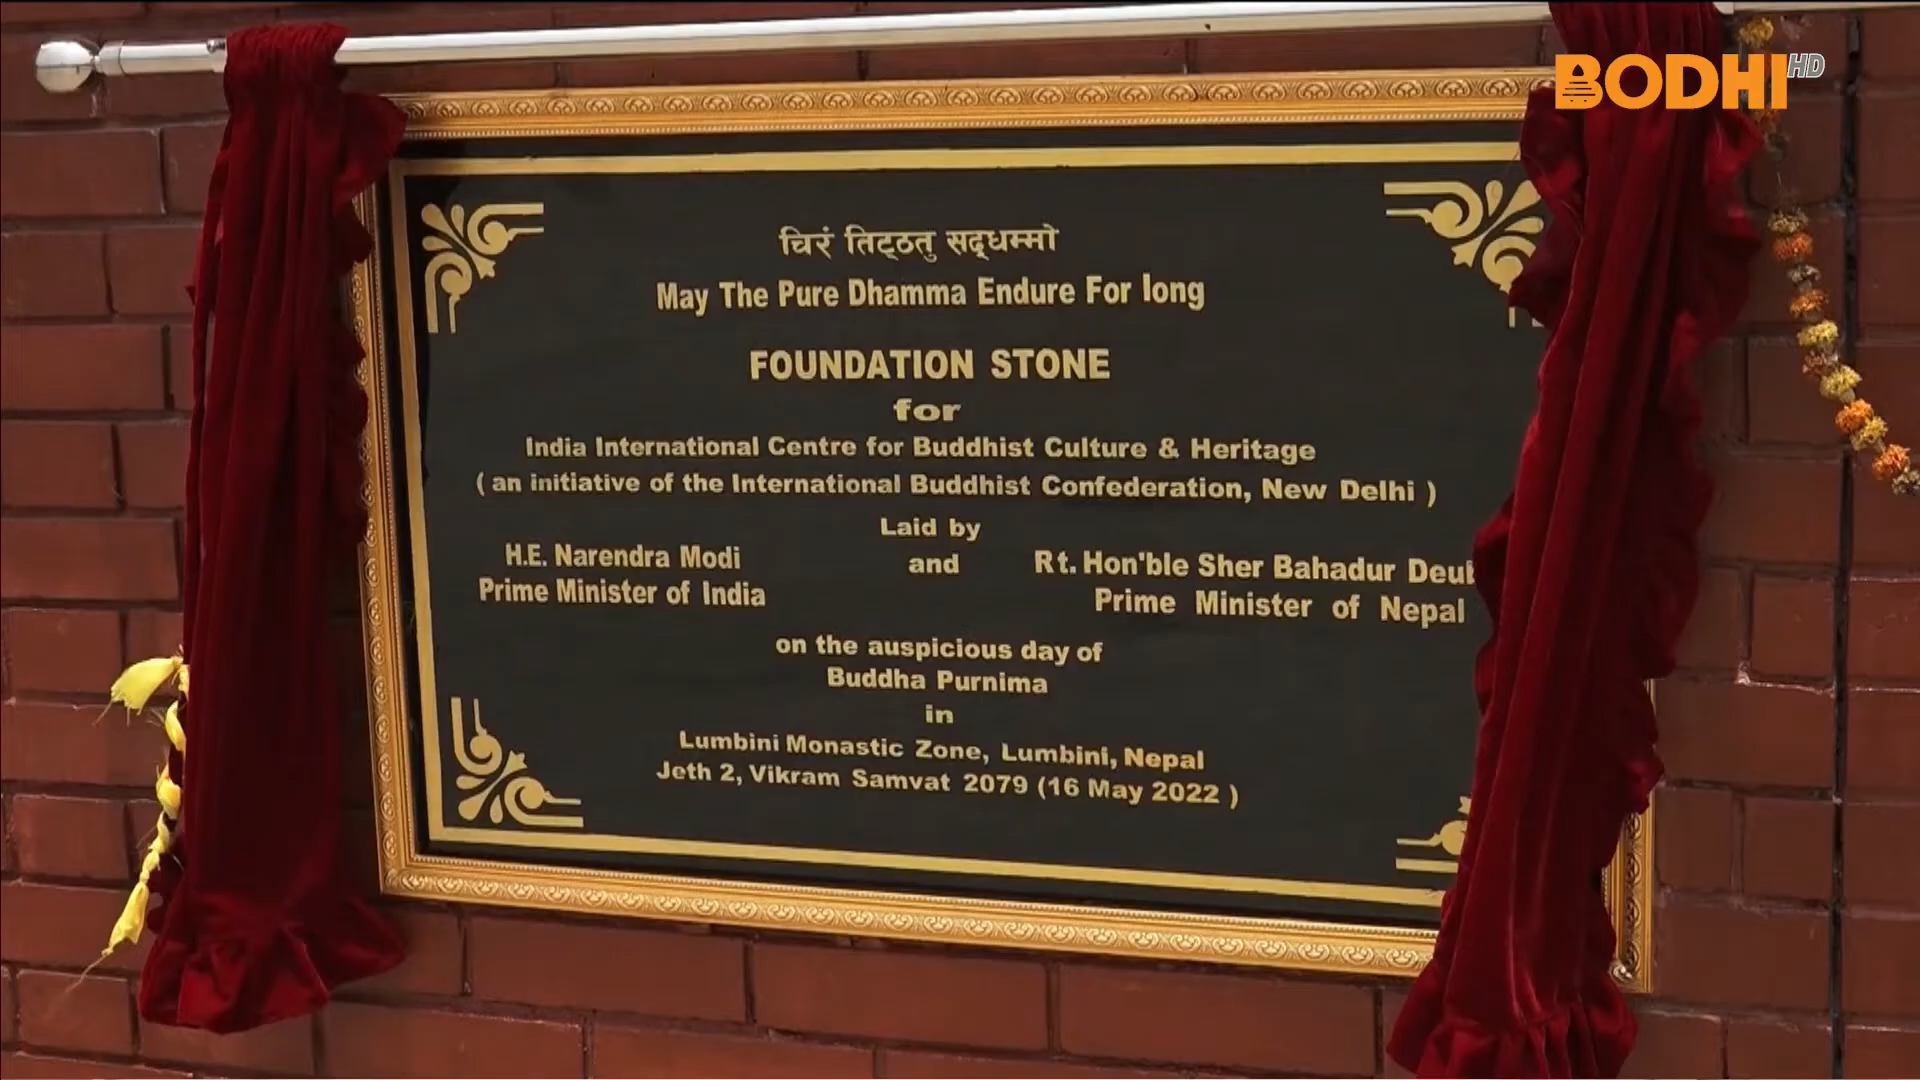 BODHI HD
चिरं तिट्ठतु सद्धम्मो
May The Pure Dhamma Endure For long
FOUNDATION STONE
for
India International Centre for Buddhist Culture & Heritage
( an initiative of the International Buddhist Confederation, New Delhi )
Laid by
H.E. Narendra Modi and Rt. Hon'ble Sher Bahadur
Prime Minister of India Prime Minister of Nepal
on the auspicious day of
Buddha Purnima
in
Lumbini Monastic Zone, Lumbini, Nepal
Jeth 2, Vikram Samvat 2079 (16 May 2022 )